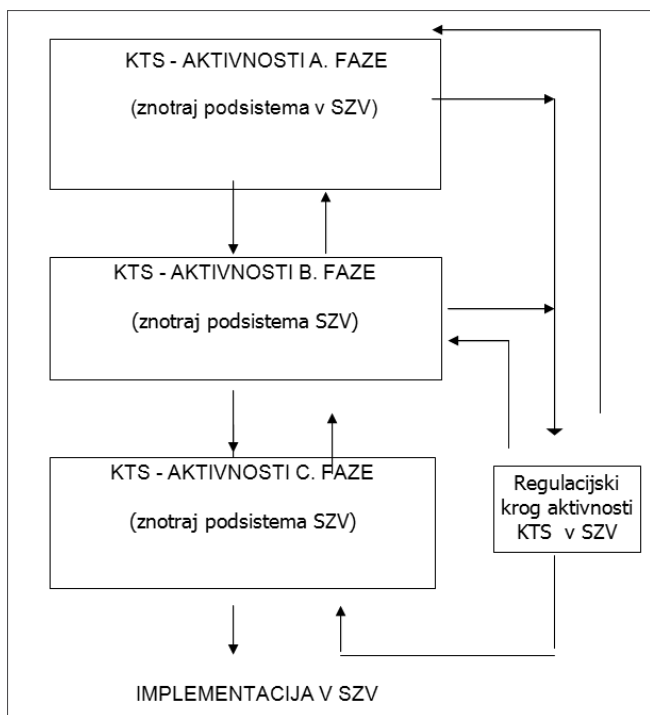 KTS - AKTIVNOSTI A. FAZE
(znotraj podsistema v SZV)
KTS - AKTIVNOSTI B. FAZE
(znotraj podsistema SZV)
KTS - AKTIVNOSTI C. FAZE
(znotraj podsistema SZV)
Regulacijski
krog aktivnosti
KTS v SZV
IMPLEMENTACIJA V SZV